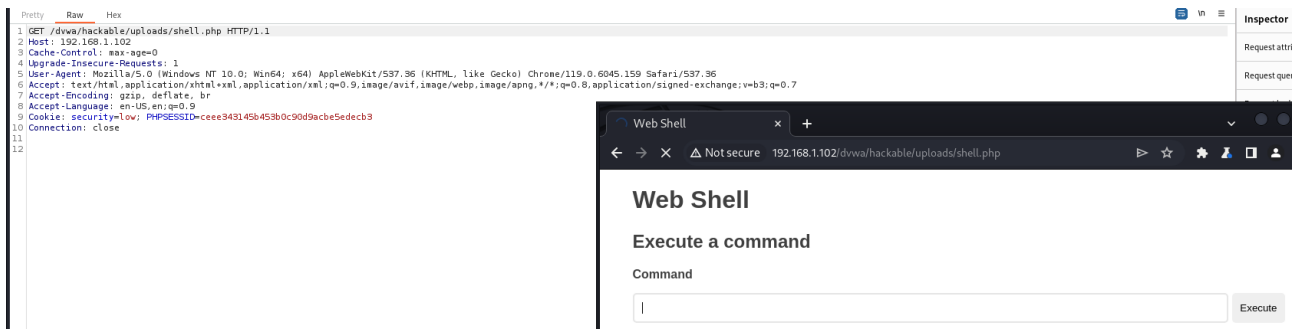 Pretty Raw Hex
\n
Inspector
1 GET /dvwa/hackable/uploads/shell.php HTTP/1.1
2 Host: 192.168.1.102
3 Cache-Control: max-age=0
4 Upgrade-Insecure-Requests: 1
5 User-Agent: Mozilla/5.0 (Windows NT 10.0; Win64; x64) AppleWebKit/537.36 (KHTML, like Gecko) Chrome/119.0.6045.159 Safari/537.36
6 Accept: text/html,application/xhtml+xml,application/xml;q=0.9,image/avif,image/webp,image/apng,*/*;q=0.8,application/signed-exchange;v=b3;q=0.7
7 Accept-Encoding: gzip, deflate, br
8 Accept-Language: en-US,en;q=0.9
9 Cookie: security=low; PHPSESSID=ceee343145b453b0c90d9acbe5edecb3
10 Connection: close
11
12
Request attri
Request quer
Web Shell
Not secure 192.168.1.102/dvwa/hackable/uploads/shell.php
Web Shell
Execute a command
Command
Execute